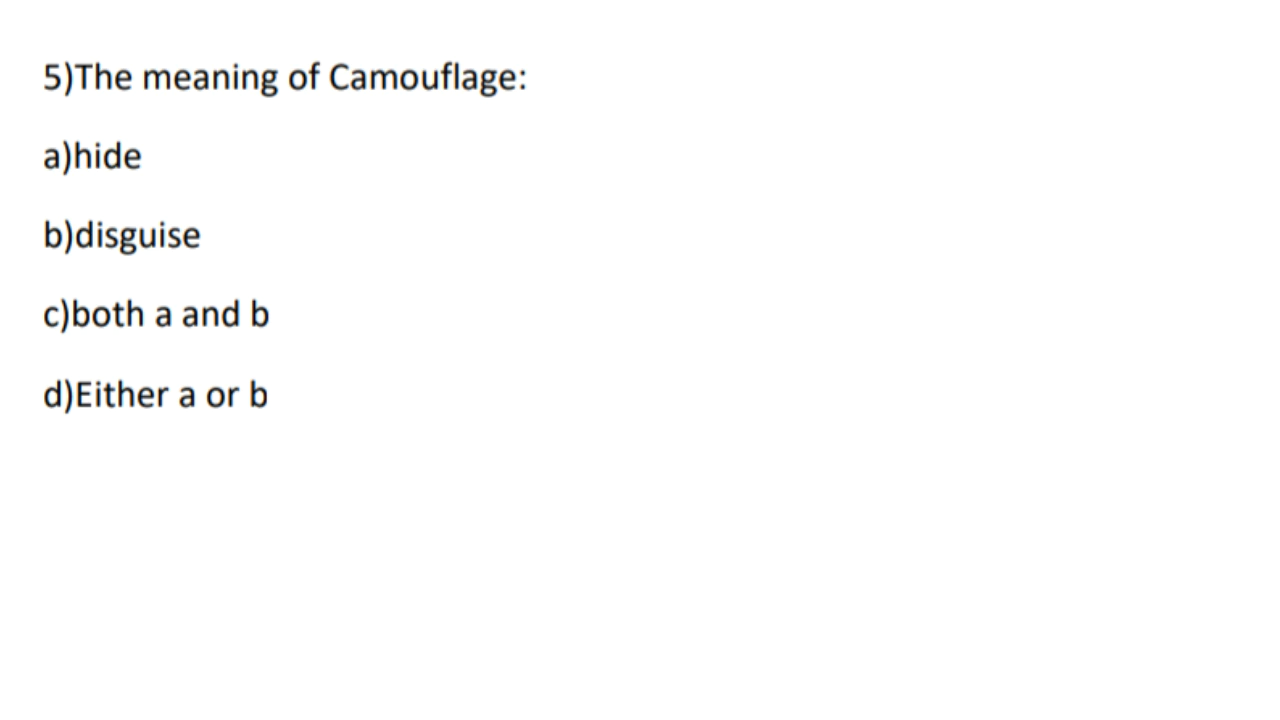 5)The meaning of Camouflage:
a)hide
b)disguise
c)both a and b
d)Either a or b